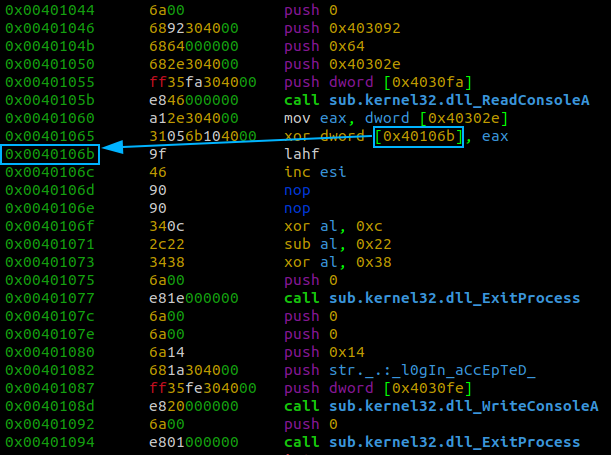 0x00401044 6a00 push 0
0x00401046 6892304000 push 0x403092
0x0040104b 6864000000 push 0x64
0x00401050 682e304000 push 0x40302e
0x00401055 ff35fa304000 push dword [0x4030fa]
0x0040105b e846000000 call sub.kernel32.dll_ReadConsoleA
0x00401060 a12e304000 mov eax, dword [0x40302e]
0x00401065 31056b104000 xor dword [0x40106b], eax
0x0040106b 9f lahf
0x0040106c 46 inc esi
0x0040106d 90 nop
0x0040106e 90 nop
0x0040106f 340c xor al, 0xc
0x00401071 2c22 sub al, 0x22
0x00401073 3438 xor al, 0x38
0x00401075 6a00 push 0
0x00401077 e81e000000 call sub.kernel32.dll_ExitProcess
0x0040107c 6a00 push 0
0x0040107e 6a00 push 0
0x00401080 6a14 push 0x14
0x00401082 681a304000 push str._.:_l0gIn_aCcEpTeD_
0x00401087 ff35fe304000 push dword [0x4030fe]
0x0040108d e820000000 call sub.kernel32.dll_WriteConsoleA
0x00401092 6a00 push 0
0x00401094 e801000000 call sub.kernel32.dll_ExitProcess